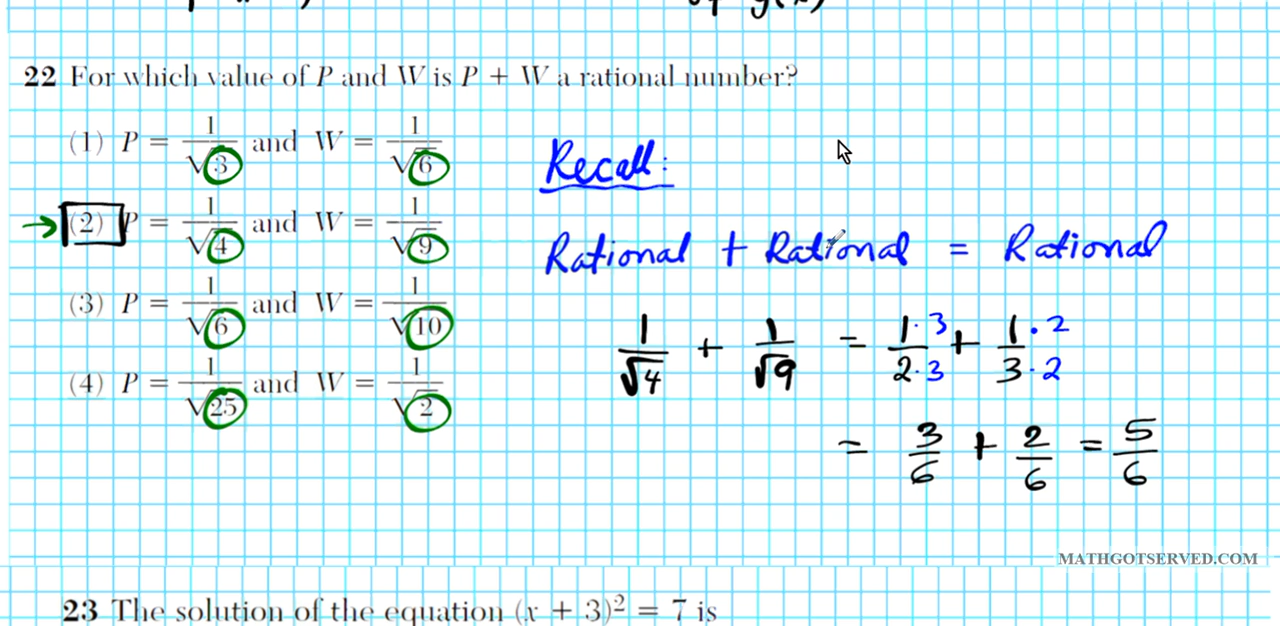 22 For which value of P and W is P + W a rational number?
(1) P = 1/√3 and W = 1/√6
(2) P = 1/√4 and W = 1/√9
(3) P = 1/√6 and W = 1/√10
(4) P = 1/√25 and W = 1/√2
Recall:
Rational + Rational = Rational
1/√4 + 1/√9 = 1·3/2·3 + 1·2/3·2
= 3/6 + 2/6 = 5/6
MATHGOTSERVED.COM
23 The solution of the equation (x + 3)² = 7 is